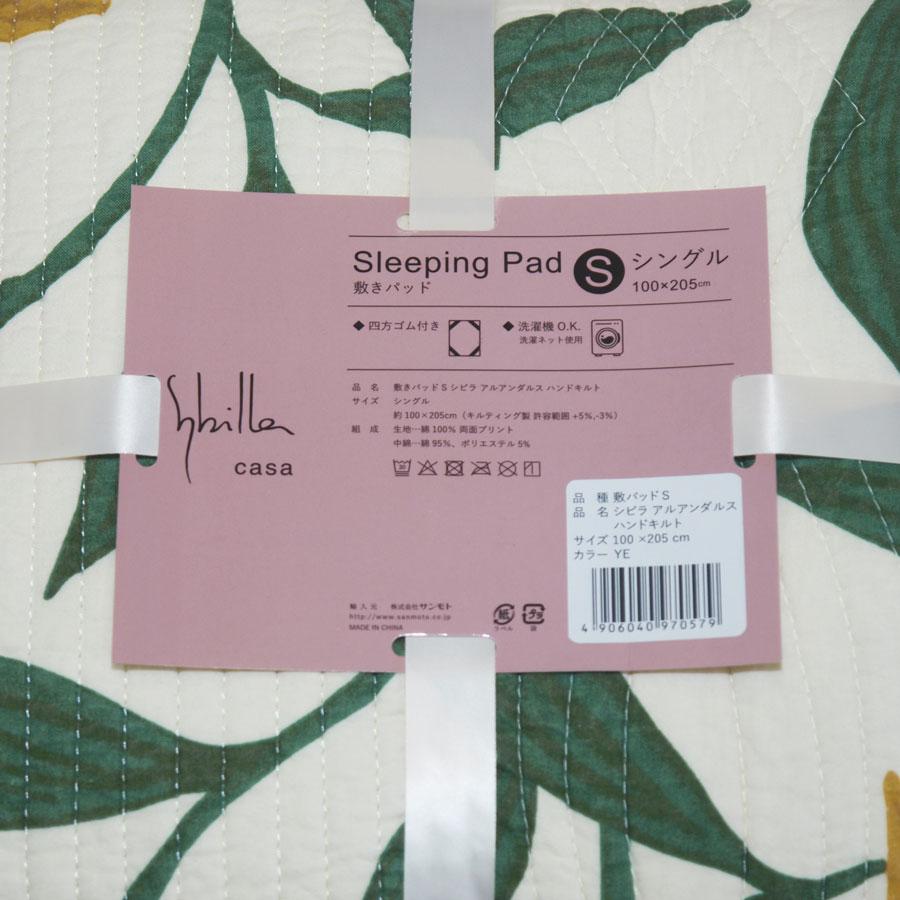 Sybilla
casa
Sleeping Pad
敷きパッド
S
シングル
100×205cm
◆ 四方ゴム付き
◆ 洗濯機 O.K.
洗濯ネット使用
品 名 敷きパッド S シビラ アルアンダルス ハンドキルト
サイズ シングル
約 100×205cm（キルティング製 許容範囲 +5%,-3%）
組 成 生地…綿 100% 両面プリント
中綿…綿 95%、ポリエステル 5%
品 種 敷パッド S
品 名 シビラ アルアンダルス
ハンドキルト
サイズ 100 ×205 cm
カラー YE
4 906040 970579
輸 入 元 株式会社サンモト
http://www.sanmoto.co.jp
MADE IN CHINA
紙
ラベル
プラ
袋